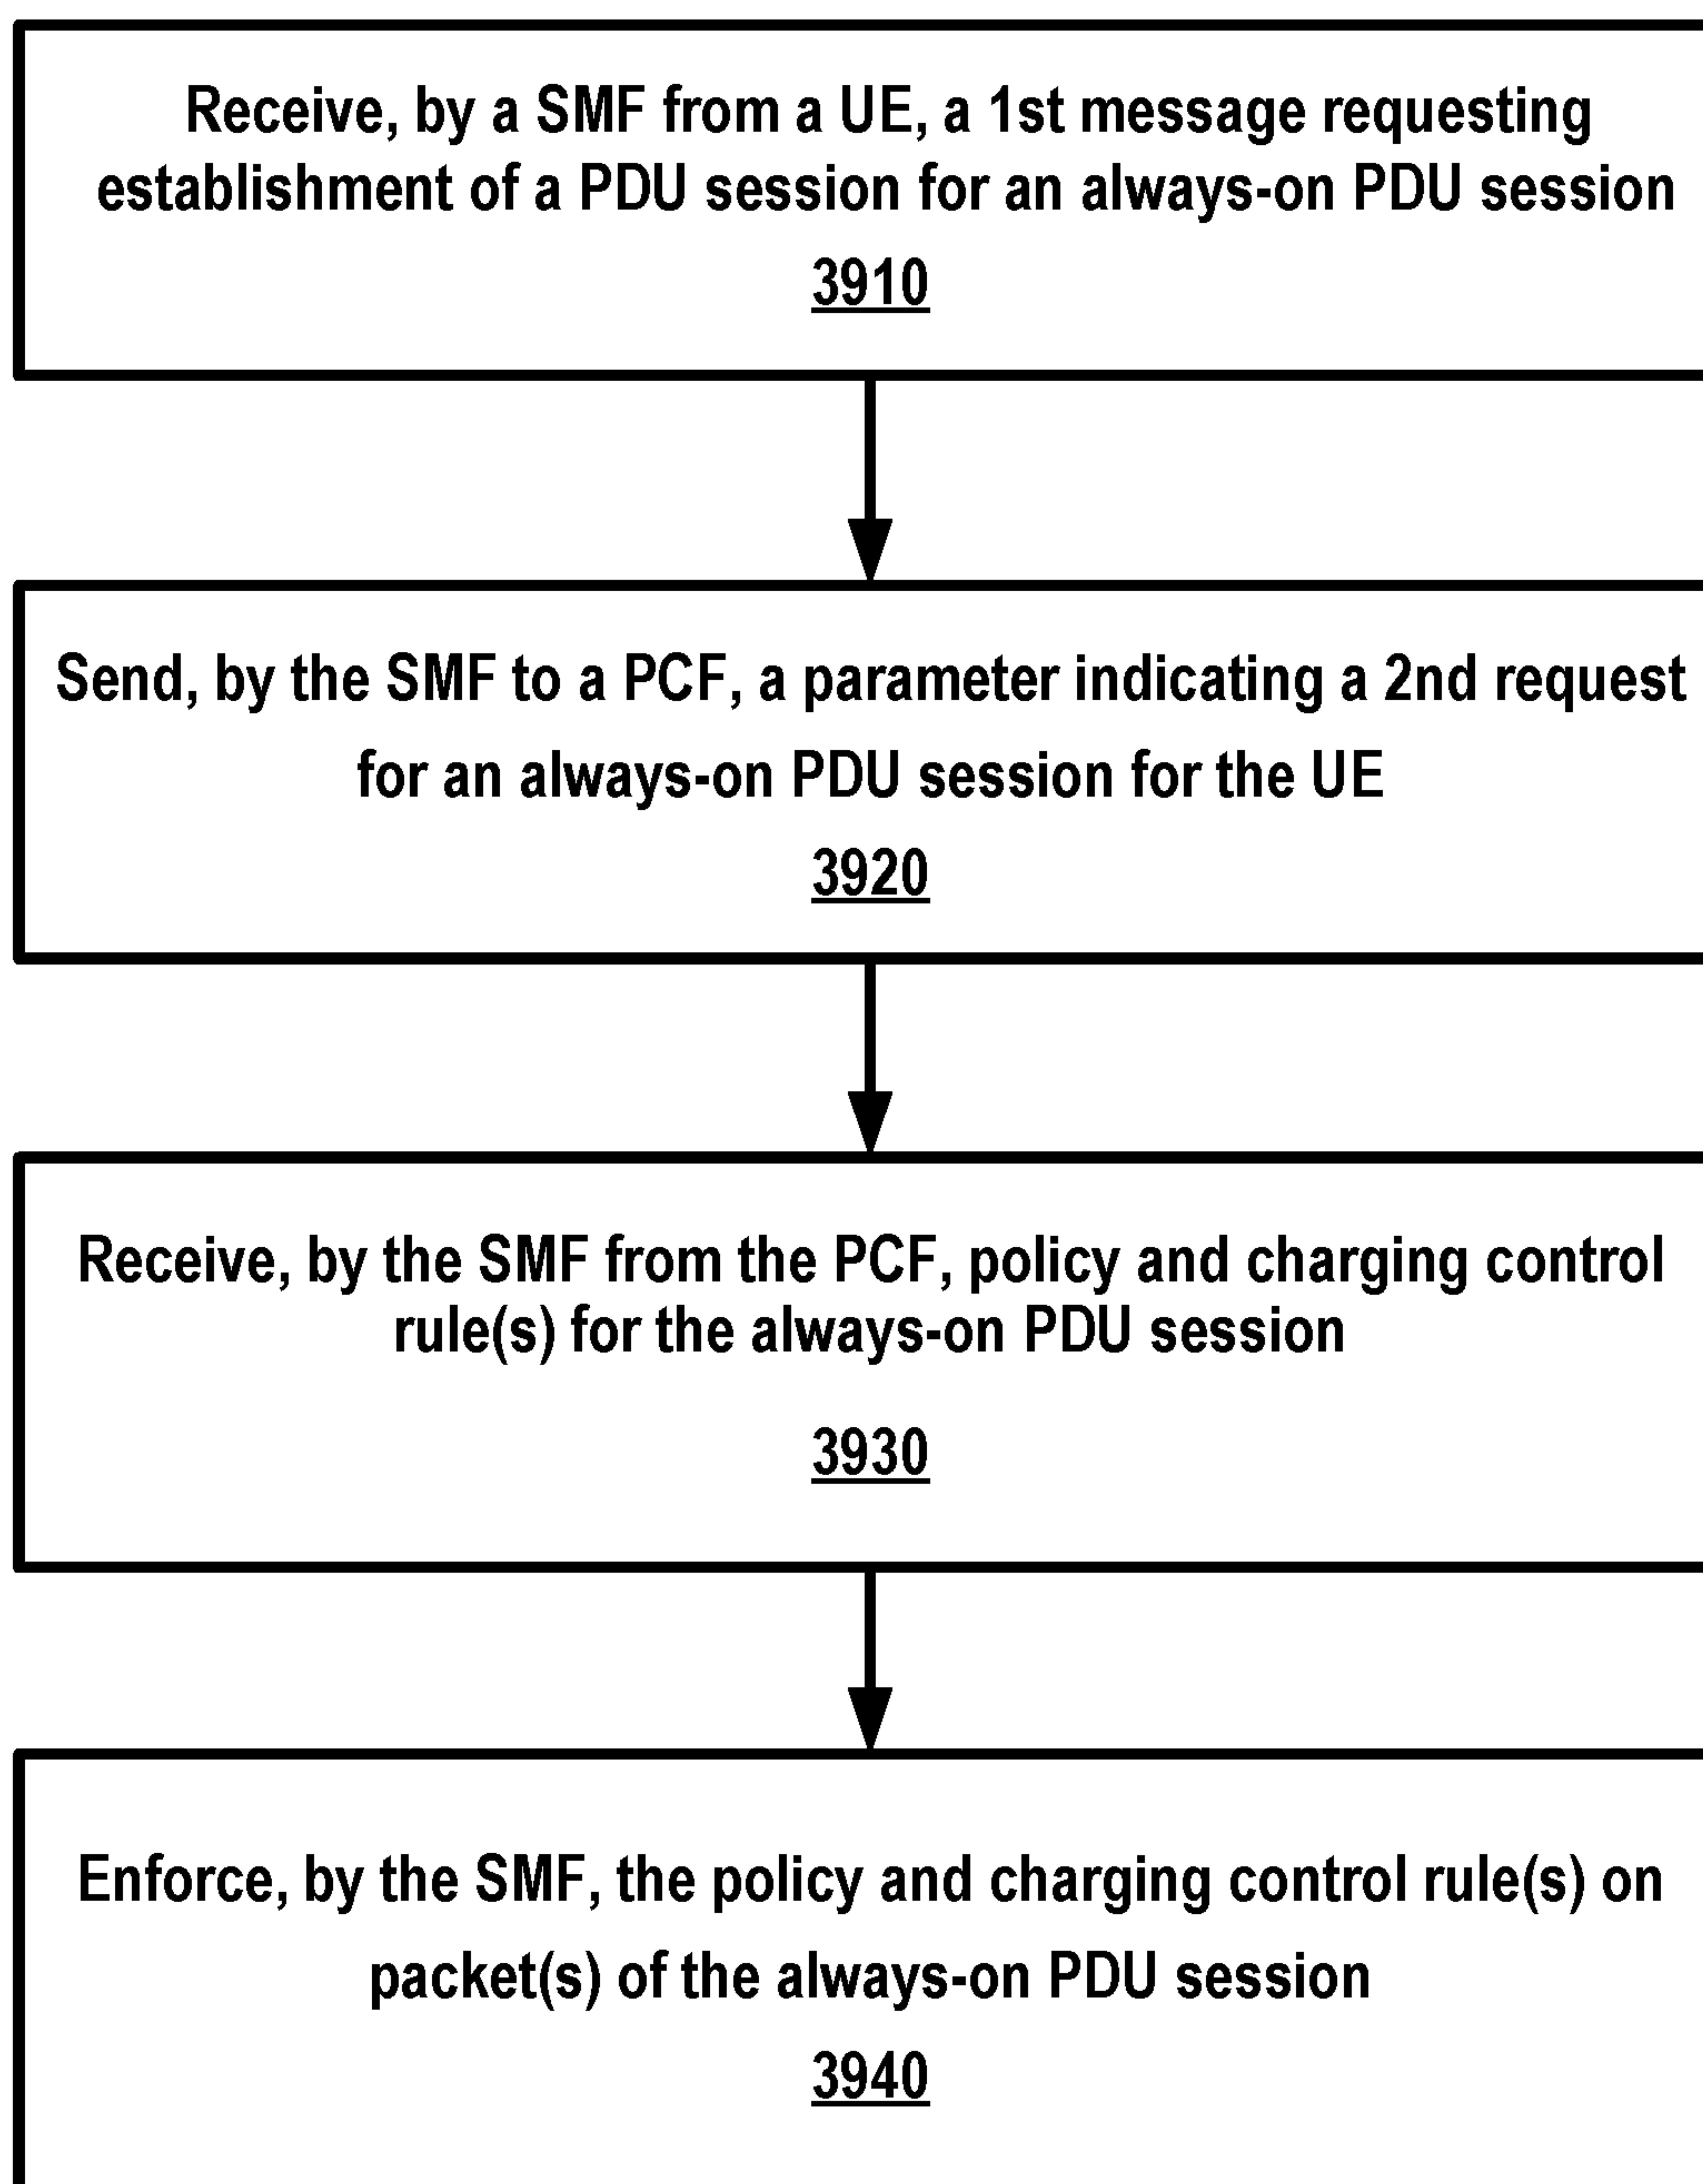 Receive, by a SMF from a UE, a 1st message requesting
establishment of a PDU session for an always-on PDU session
3910
Send, by the SMF to a PCF, a parameter indicating a 2nd request
for an always-on PDU session for the UE
3920
Receive, by the SMF from the PCF, policy and charging control
rule(s) for the always-on PDU session
3930
Enforce, by the SMF, the policy and charging control rule(s) on
packet(s) of the always-on PDU session
3940